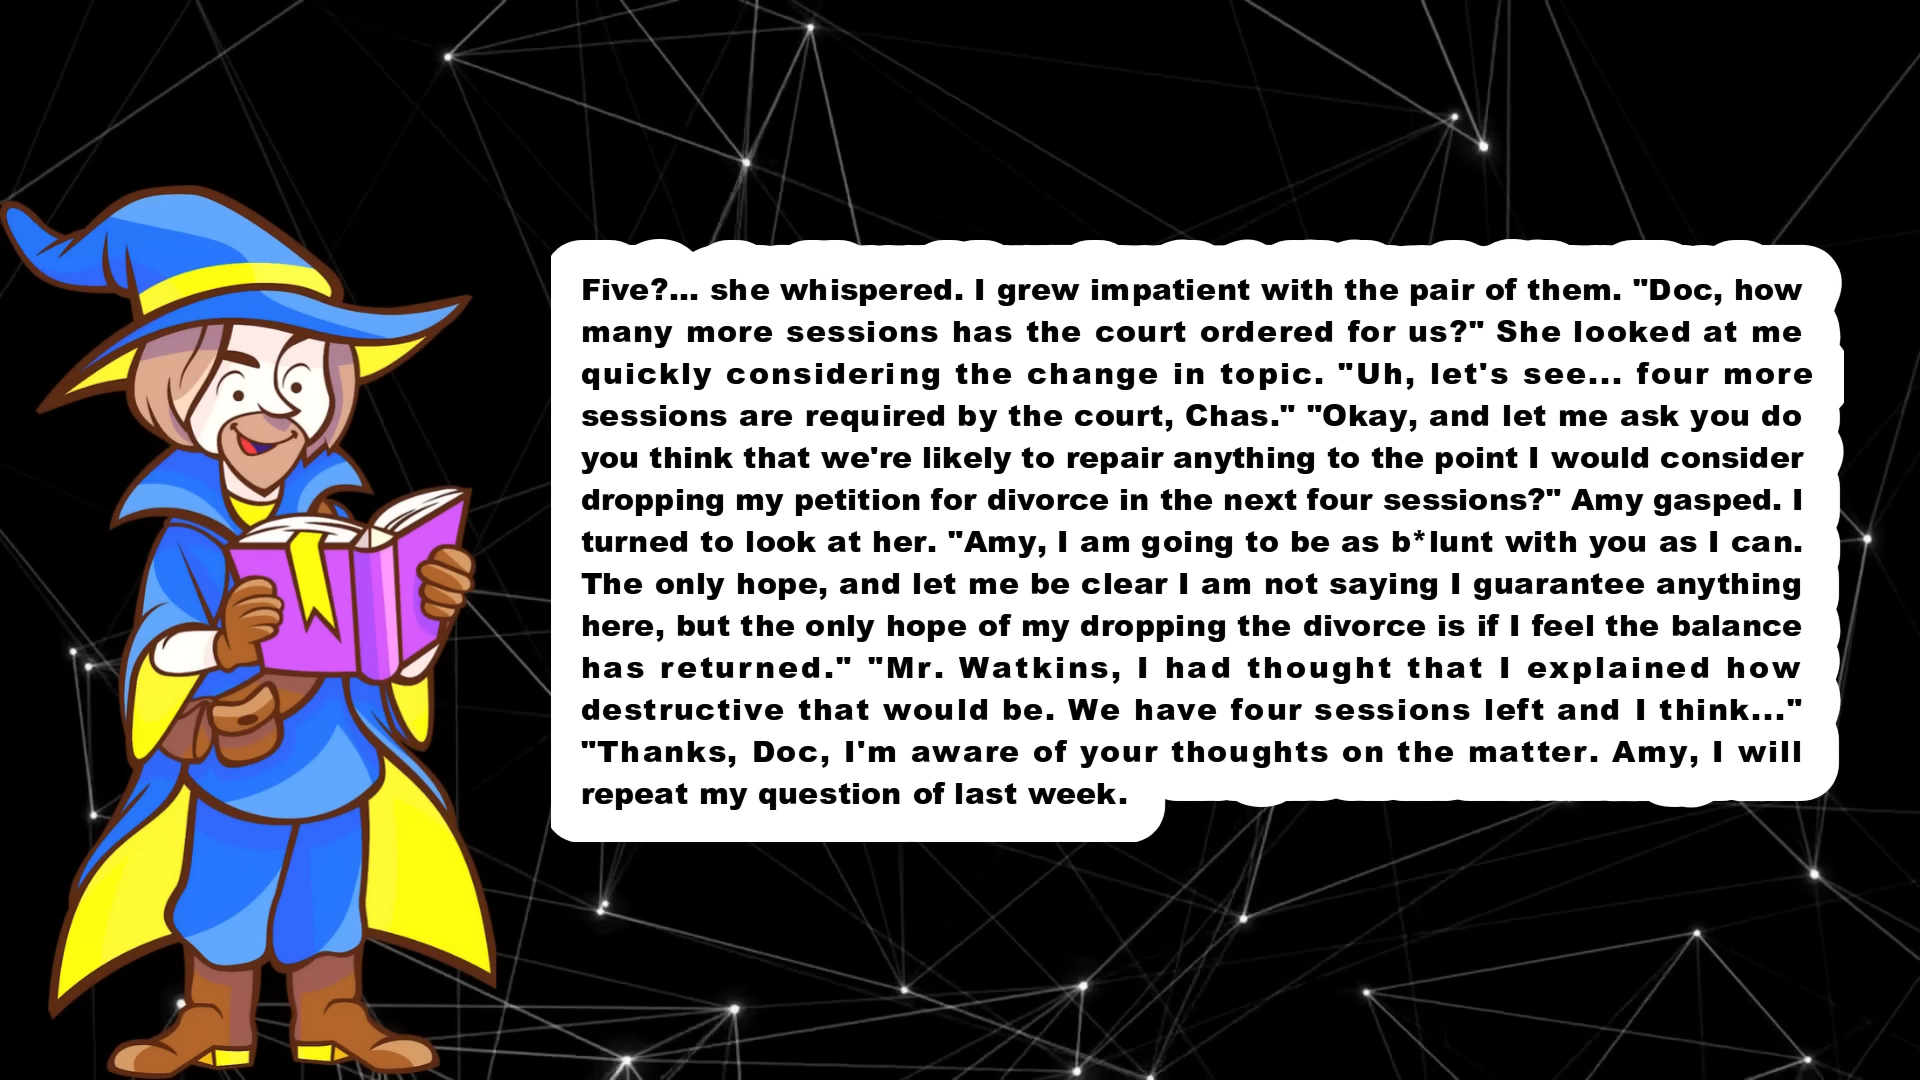 Five?... she whispered. I grew impatient with the pair of them. "Doc, how
many more sessions has the court ordered for us?" She looked at me
quickly considering the change in topic. "Uh, let's see... four more
sessions are required by the court, Chas." "Okay, and let me ask you do
you think that we're likely to repair anything to the point I would consider
dropping my petition for divorce in the next four sessions?" Amy gasped. I
turned to look at her. "Amy, I am going to be as b*lunt with you as I can.
The only hope, and let me be clear I am not saying I guarantee anything
here, but the only hope of my dropping the divorce is if I feel the balance
has returned." "Mr. Watkins, I had thought that I explained how
destructive that would be. We have four sessions left and I think..."
"Thanks, Doc, I'm aware of your thoughts on the matter. Amy, I will
repeat my question of last week.